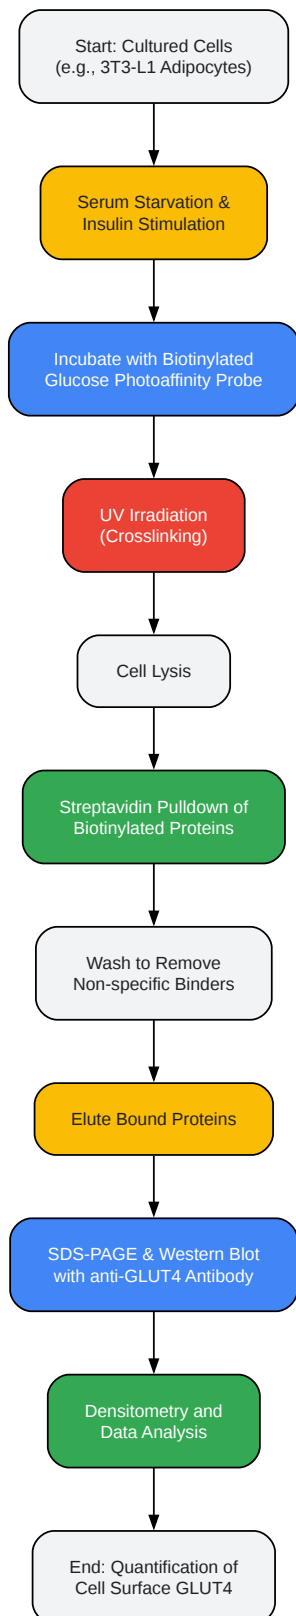 Start: Cultured Cells
(e.g., 3T3-L1 Adipocytes)
Serum Starvation &
Insulin Stimulation
Incubate with Biotinylated
Glucose Photoaffinity Probe
UV Irradiation
(Crosslinking)
Cell Lysis
Streptavidin Pulldown of
Biotinylated Proteins
Wash to Remove
Non-specific Binders
Elute Bound Proteins
SDS-PAGE & Western Blot
with anti-GLUT4 Antibody
Densitometry and
Data Analysis
End: Quantification of
Cell Surface GLUT4